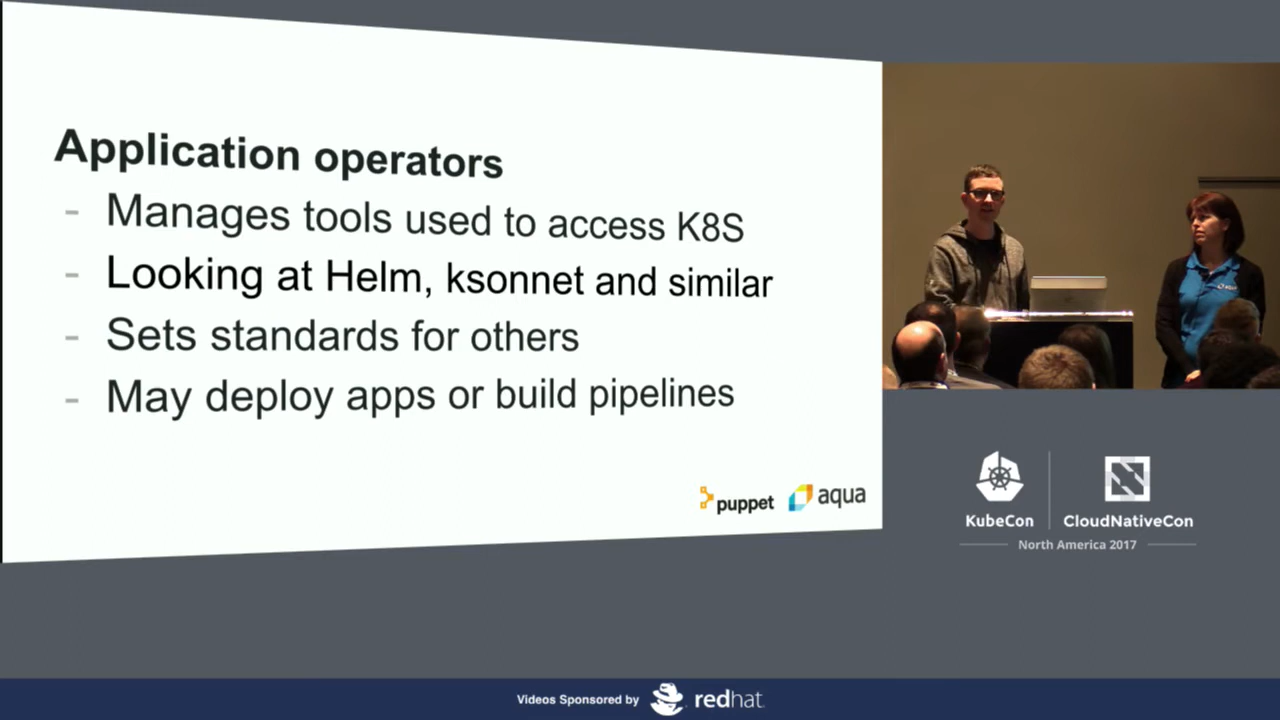 Application operators
- Manages tools used to access K8S
- Looking at Helm, ksonnet and similar
- Sets standards for others
- May deploy apps or build pipelines
puppet aqua
KubeCon CloudNativeCon
North America 2017
Videos Sponsored by redhat